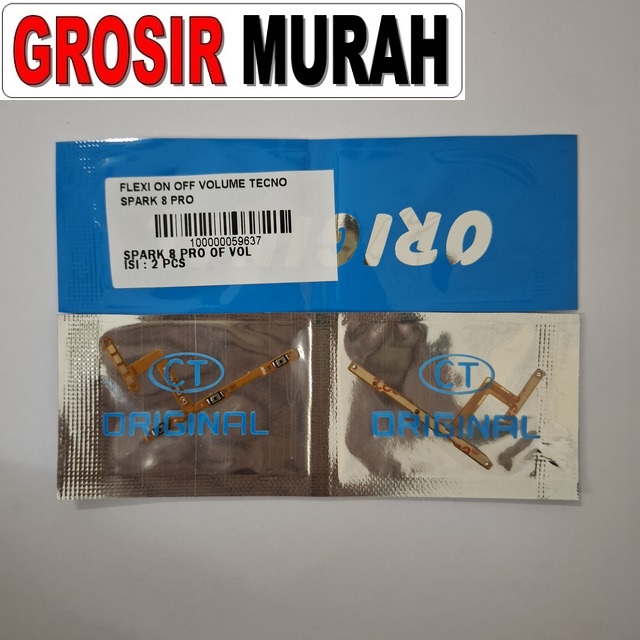 GROSIR MURAH
FLEXI ON OFF VOLUME TECNO
SPARK 8 PRO
100000059637
SPARK 8 PRO OF VOL
ISI : 2 PCS
CT
ORIGINAL
CT
ORIGINAL